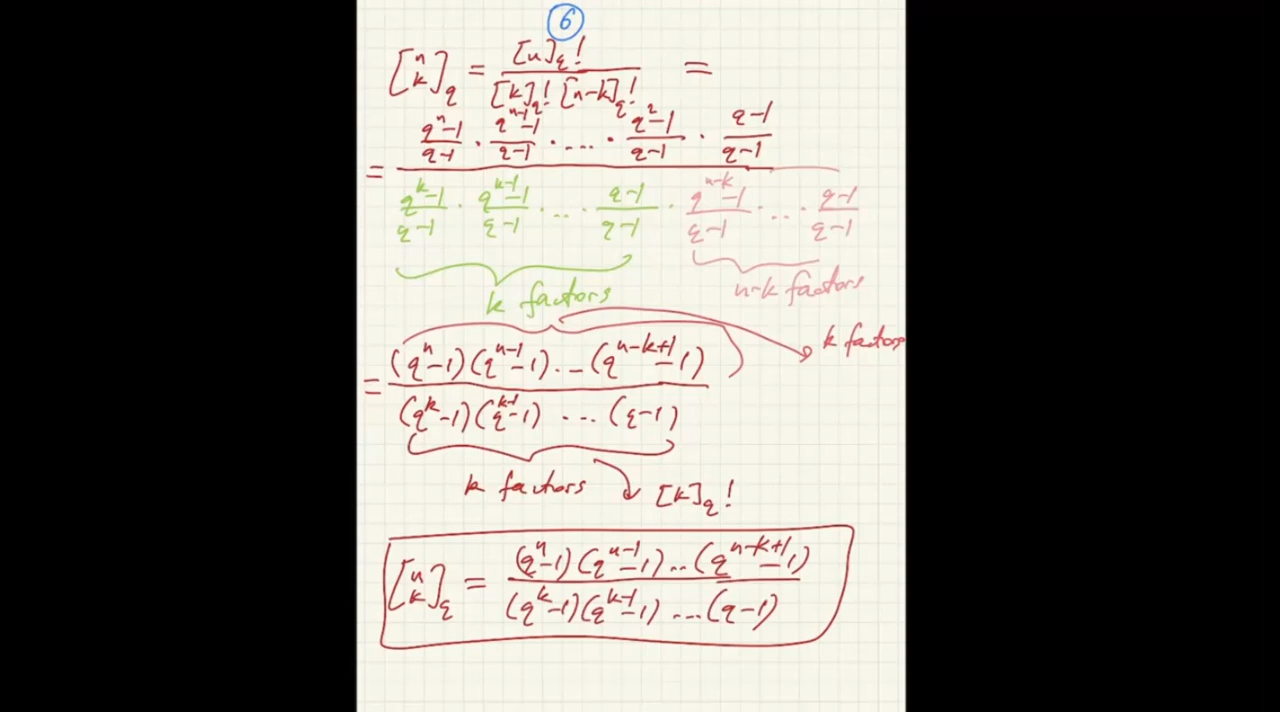 6
[n k]_q = [n]_q! / [k]_q! [n-k]_q! =
= (q^n-1)/(q-1) · (q^{n-1}-1)/(q-1) · .... · (q^2-1)/(q-1) · (q-1)/(q-1)
(q^k-1)/(q-1) · (q^{k-1}-1)/(q-1) · ... · (q-1)/(q-1) · (q^{n-k}-1)/(q-1) · ... · (q-1)/(q-1)
k factors n-k factors
k factors
= (q^n-1)(q^{n-1}-1)...(q^{n-k+1}-1)
(q^k-1)(q^{k-1}-1) ... (q-1)
k factors [k]_q!
[n k]_q = (q^n-1)(q^{n-1}-1)..(q^{n-k+1}-1) / (q^k-1)(q^{k-1}-1)...(q-1)